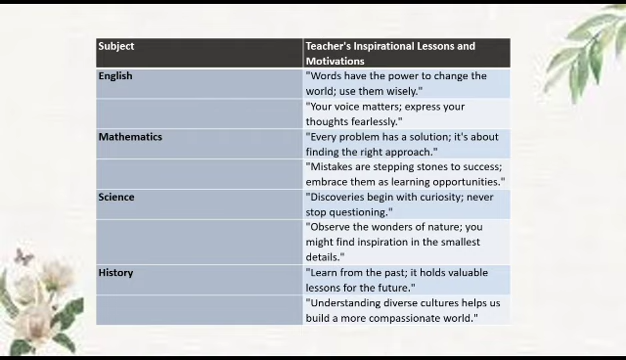 Subject
Teacher's Inspirational Lessons and
Motivations
English
"Words have the power to change the
world; use them wisely."
"Your voice matters; express your
thoughts fearlessly."
Mathematics
"Every problem has a solution; it's about
finding the right approach."
"Mistakes are stepping stones to success;
embrace them as learning opportunities."
Science
"Discoveries begin with curiosity; never
stop questioning."
"Observe the wonders of nature; you
might find inspiration in the smallest
details."
History
"Learn from the past; it holds valuable
lessons for the future."
"Understanding diverse cultures helps us
build a more compassionate world."